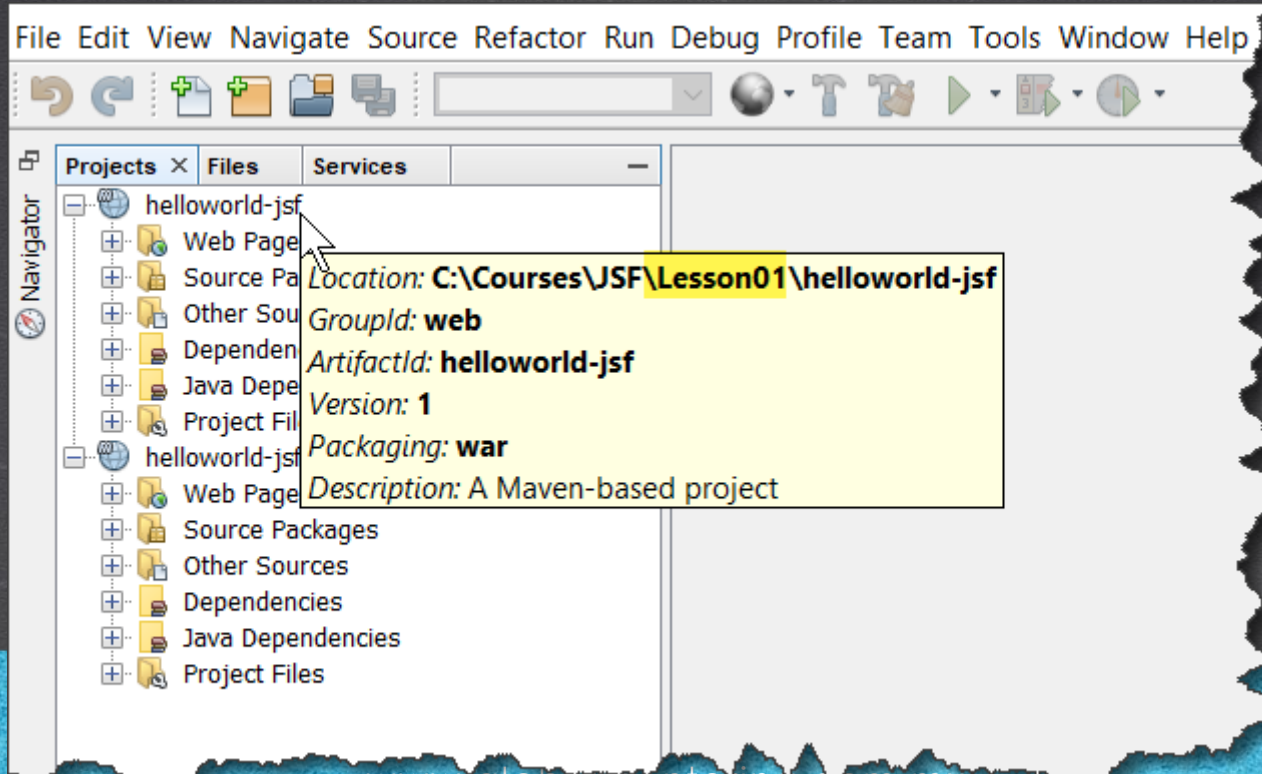 File Edit View Navigate Source Refactor Run Debug Profile Team Tools Window Help
Projects Files Services
Navigator
helloworld-jsf
Web Page
Source Pa
Other Sou
Dependen
Java Depe
Project Fil
Location: C:\Courses\JSF\Lesson01\helloworld-jsf
GroupId: web
ArtifactId: helloworld-jsf
Version: 1
Packaging: war
Description: A Maven-based project
helloworld-jsf
Web Page
Source Packages
Other Sources
Dependencies
Java Dependencies
Project Files